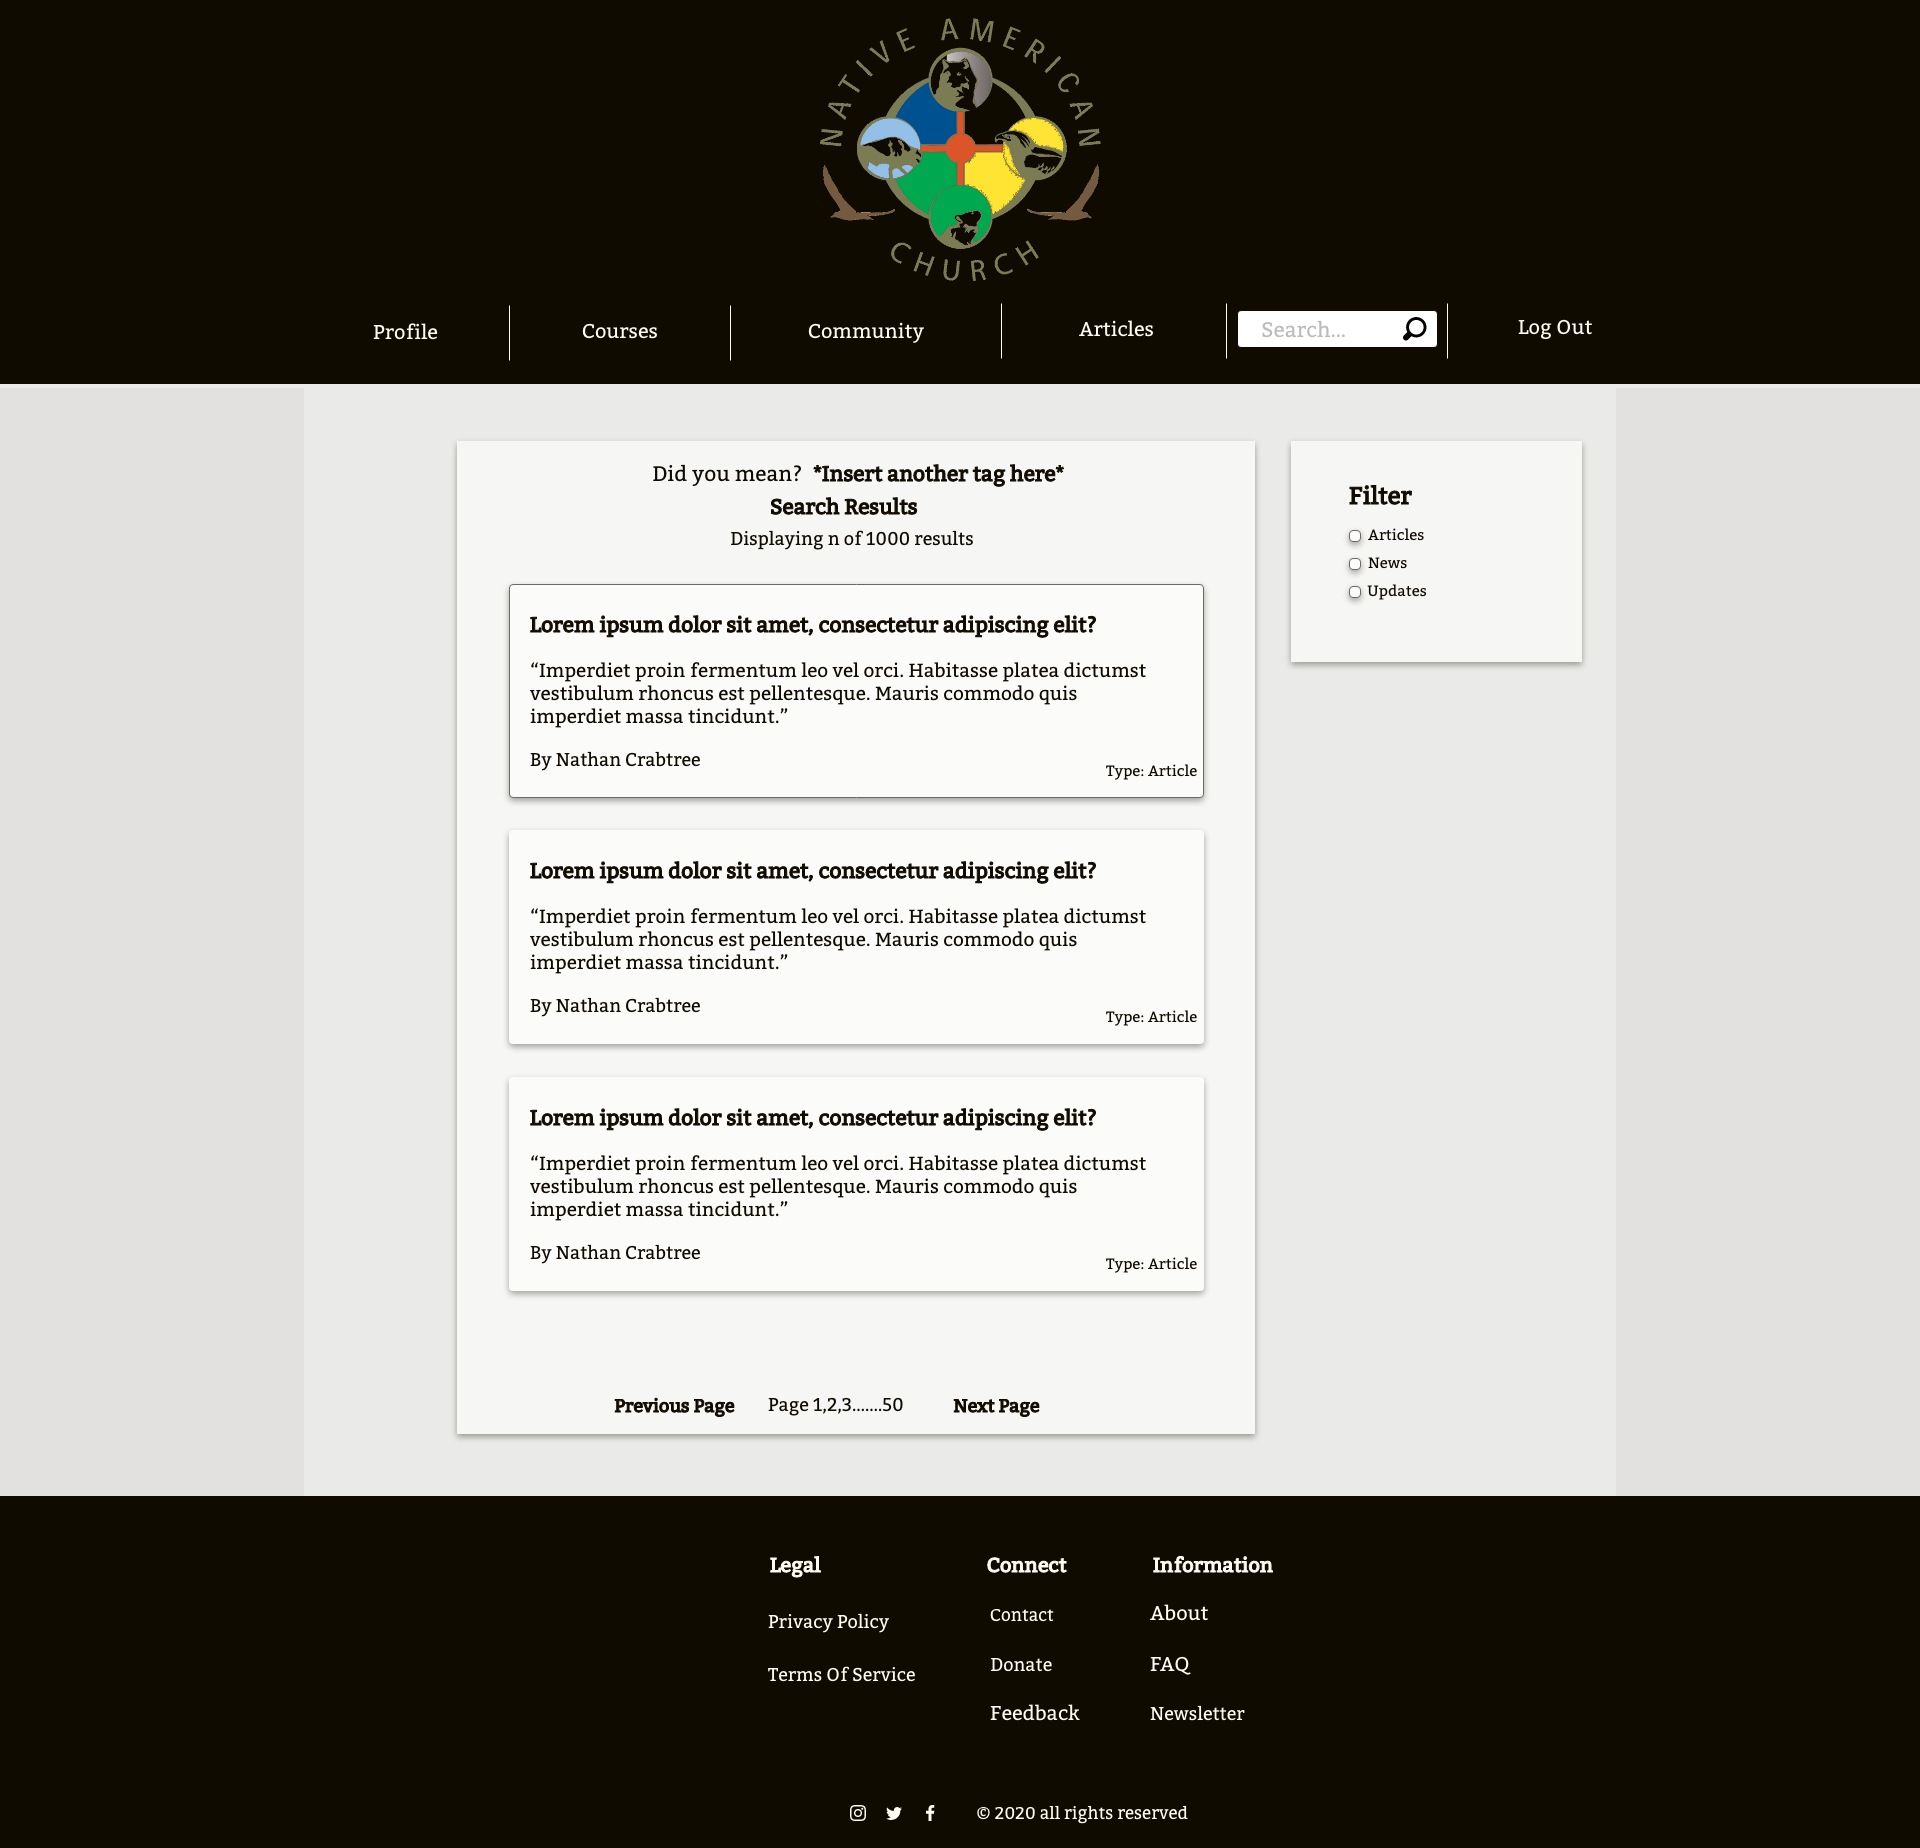 NATIVE AMERICAN
CHURCH
Profile
Courses
Community
Articles
Search...
Log Out
Did you mean? *Insert another tag here*
Search Results
Displaying n of 1000 results
Filter
Articles
News
Updates
Lorem ipsum dolor sit amet, consectetur adipiscing elit?
“Imperdiet proin fermentum leo vel orci. Habitasse platea dictumst
vestibulum rhoncus est pellentesque. Mauris commodo quis
imperdiet massa tincidunt.”
By Nathan Crabtree
Type: Article
Lorem ipsum dolor sit amet, consectetur adipiscing elit?
“Imperdiet proin fermentum leo vel orci. Habitasse platea dictumst
vestibulum rhoncus est pellentesque. Mauris commodo quis
imperdiet massa tincidunt.”
By Nathan Crabtree
Type: Article
Lorem ipsum dolor sit amet, consectetur adipiscing elit?
“Imperdiet proin fermentum leo vel orci. Habitasse platea dictumst
vestibulum rhoncus est pellentesque. Mauris commodo quis
imperdiet massa tincidunt.”
By Nathan Crabtree
Type: Article
Previous Page
Page 1,2,3.......50
Next Page
Legal
Privacy Policy
Terms Of Service
Connect
Contact
Donate
Feedback
Information
About
FAQ
Newsletter
© 2020 all rights reserved